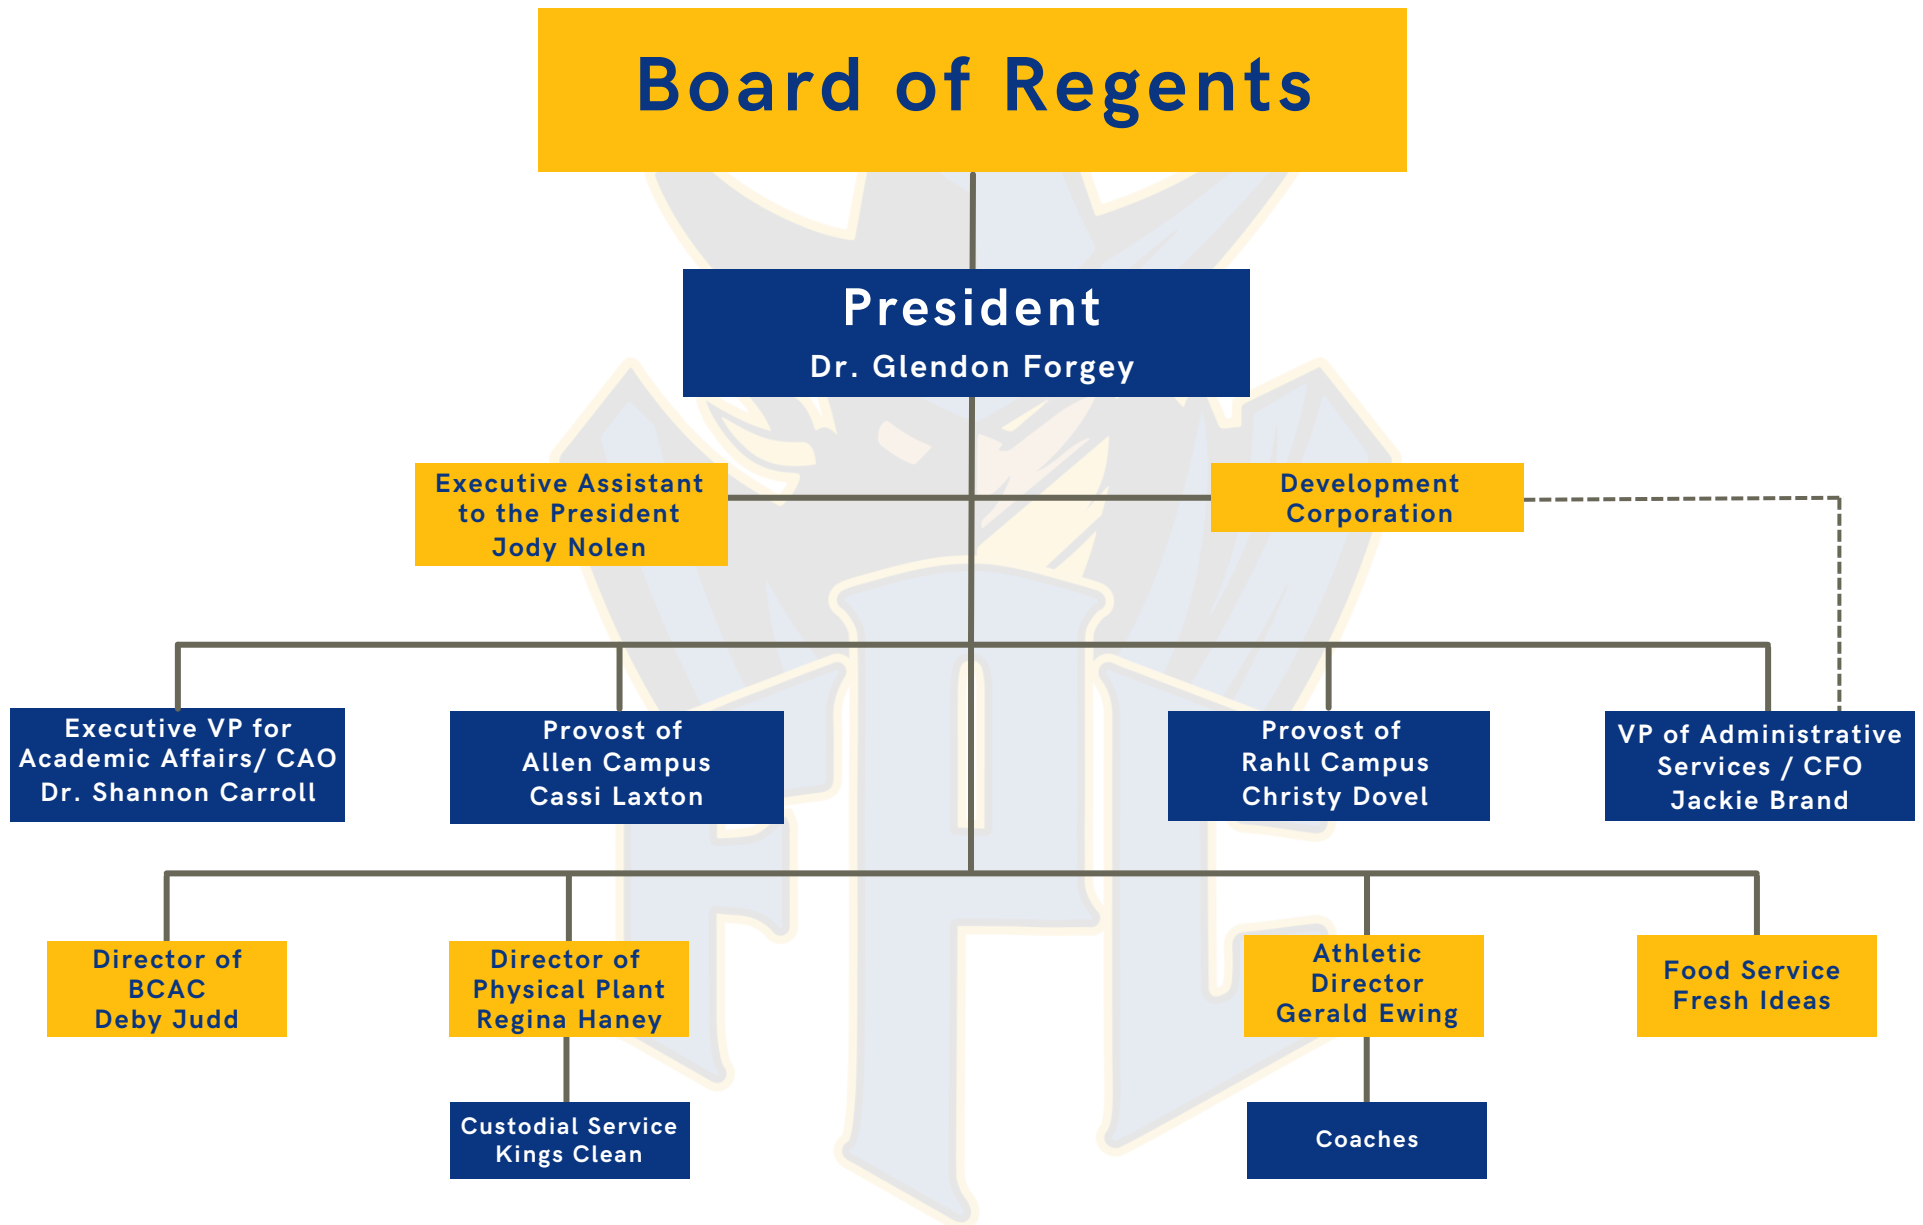 Board of Regents
President
Dr. Glendon Forgey
Executive Assistant
to the President
Jody Nolen
Development
Corporation
Executive VP for
Academic Affairs/ CAO
Dr. Shannon Carroll
Provost of
Allen Campus
Cassi Laxton
Provost of
Rahll Campus
Christy Dovel
VP of Administrative
Services / CFO
Jackie Brand
Director of
BCAC
Deby Judd
Director of
Physical Plant
Regina Haney
Athletic
Director
Gerald Ewing
Food Service
Fresh Ideas
Custodial Service
Kings Clean
Coaches
FPC